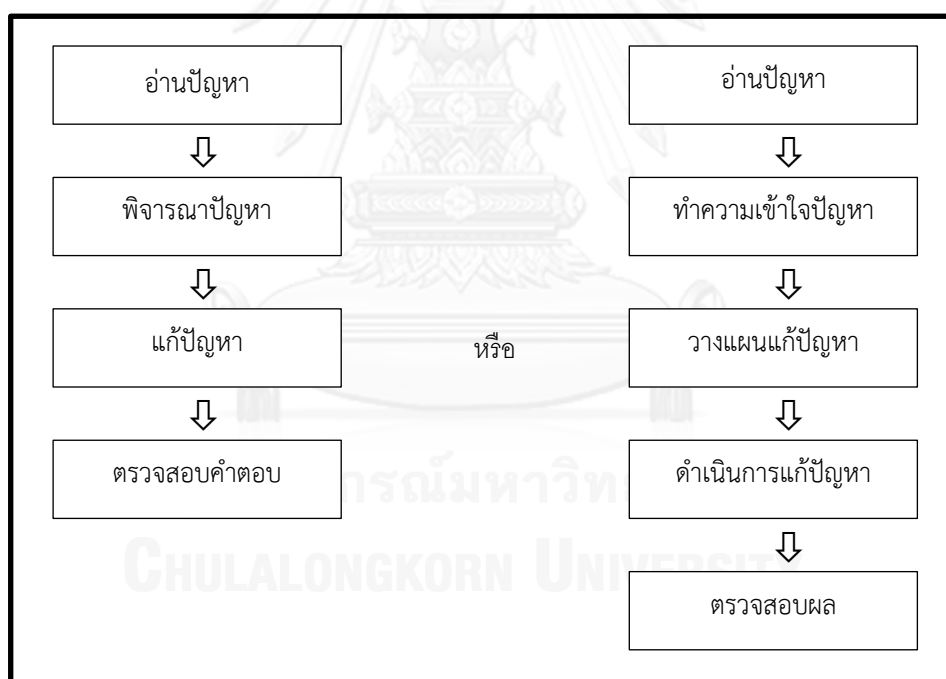 อ่านปัญหา
พิจารณาปัญหา
แก้ปัญหา
ตรวจสอบคำตอบ
หรือ
อ่านปัญหา
ทำความเข้าใจปัญหา
วางแผนแก้ปัญหา
ดำเนินการแก้ปัญหา
ตรวจสอบผล
CHULALONGKORN UNIVERSITY